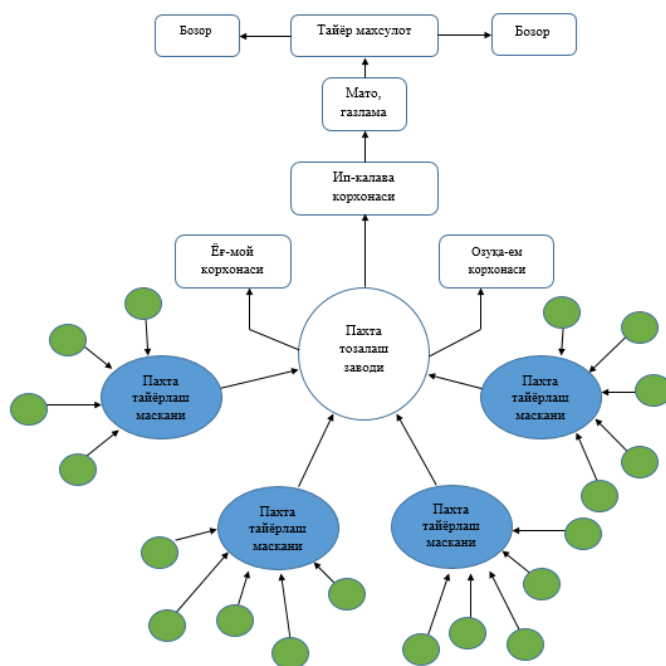 Бозор
Тайёр махсулот
Бозор
Мато,
газлама
Ип-калава
корхонаси
Ёғ-мой
корхонаси
Озуқа-ем
корхонаси
Пахта
тозалаш
заводи
Пахта
тайёрлаш
маскани
Пахта
тайёрлаш
маскани
Пахта
тайёрлаш
маскани
Пахта
тайёрлаш
маскани